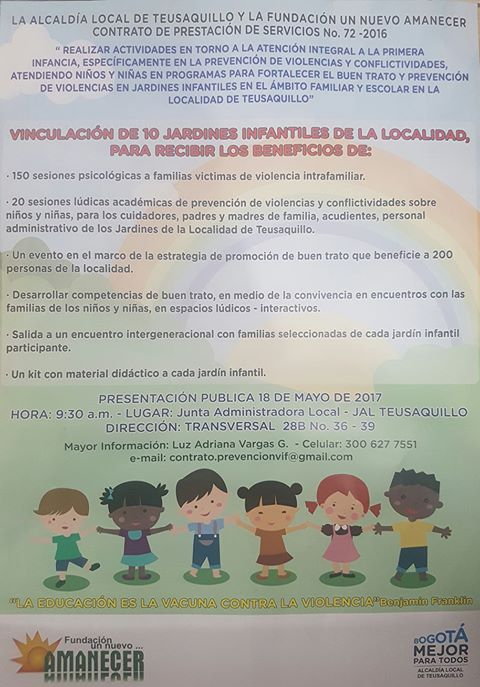 LA ALCALDÍA LOCAL DE TEUSAQUILLO Y LA FUNDACIÓN UN NUEVO AMANECER
CONTRATO DE PRESTACIÓN DE SERVICIOS No. 72 -2016
“ REALIZAR ACTIVIDADES EN TORNO A LA ATENCIÓN INTEGRAL A LA PRIMERA
INFANCIA, ESPECÍFICAMENTE EN LA PREVENCIÓN DE VIOLENCIAS Y CONFLICTIVIDADES,
ATENDIENDO NIÑOS Y NIÑAS EN PROGRAMAS PARA FORTALECER EL BUEN TRATO Y PREVENCIÓN
DE VIOLENCIAS EN JARDINES INFANTILES EN EL ÁMBITO FAMILIAR Y ESCOLAR EN LA
LOCALIDAD DE TEUSAQUILLO”
VINCULACIÓN DE 10 JARDINES INFANTILES DE LA LOCALIDAD,
PARA RECIBIR LOS BENEFICIOS DE:
· 150 sesiones psicológicas a familias victimas de violencia intrafamiliar.
· 20 sesiones lúdicas académicas de prevención de violencias y conflictividades sobre
niños y niñas, para los cuidadores, padres y madres de familia, acudientes, personal
administrativo de los Jardines de la Localidad de Teusaquillo.
· Un evento en el marco de la estrategia de promoción de buen trato que beneficie a 200
personas de la localidad.
· Desarrollar competencias de buen trato, en medio de la convivencia en encuentros con las
familias de los niños y niñas, en espacios lúdicos - interactivos.
· Salida a un encuentro intergeneracional con familias seleccionadas de cada jardín infantil
participante.
· Un kit con material didáctico a cada jardín infantil.
PRESENTACIÓN PUBLICA 18 DE MAYO DE 2017
HORA: 9:30 a.m. - LUGAR: Junta Administradora Local - JAL TEUSAQUILLO
DIRECCIÓN: TRANSVERSAL 28B No. 36 - 39
Mayor Información: Luz Adriana Vargas G. - Celular: 300 627 7551
e-mail: contrato.prevencionvif@gmail.com
“LA EDUCACIÓN ES LA VACUNA CONTRA LA VIOLENCIA” Benjamin Franklin
Fundación
un nuevo ...
AMANECER
BOGOTÁ
MEJOR
PARA TODOS
ALCALDÍA LOCAL
DE TEUSAQUILLO